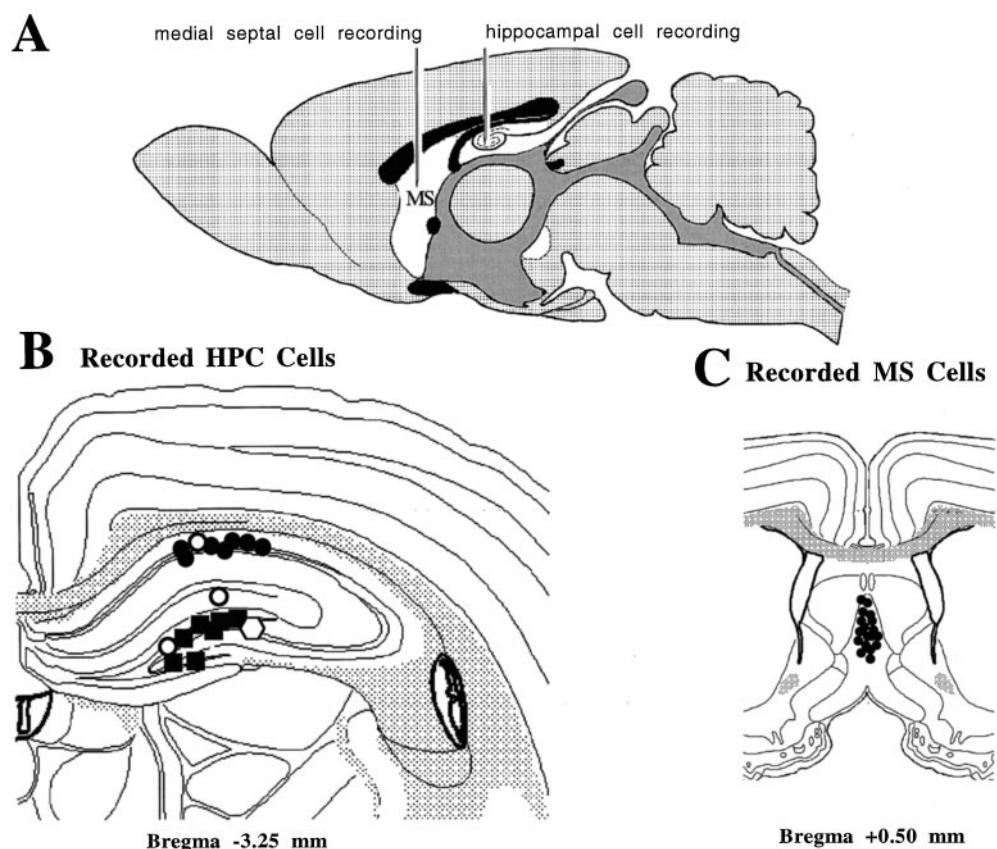 A
medial septal cell recording
hippocampal cell recording
MS
B Recorded HPC Cells
C Recorded MS Cells
Bregma -3.25 mm
Bregma +0.50 mm